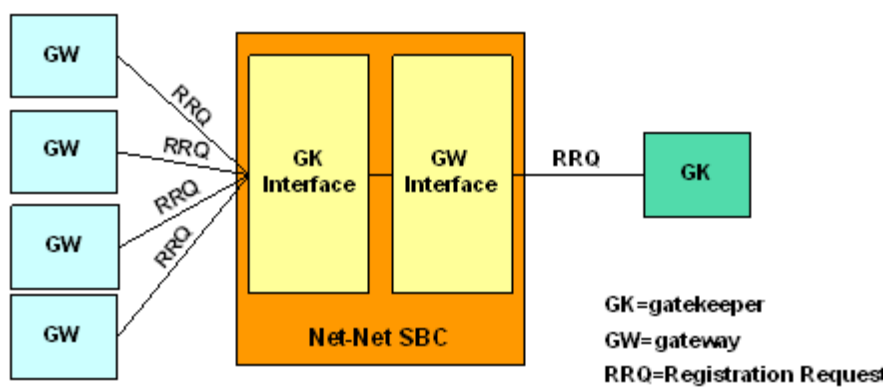 GW
GW
GW
GW
RRQ
RRQ
RRQ
RRQ
GK
Interface
GW
Interface
Net-Net SBC
RRQ
GK
GK=gatekeeper
GW=gateway
RRQ=Registration Request